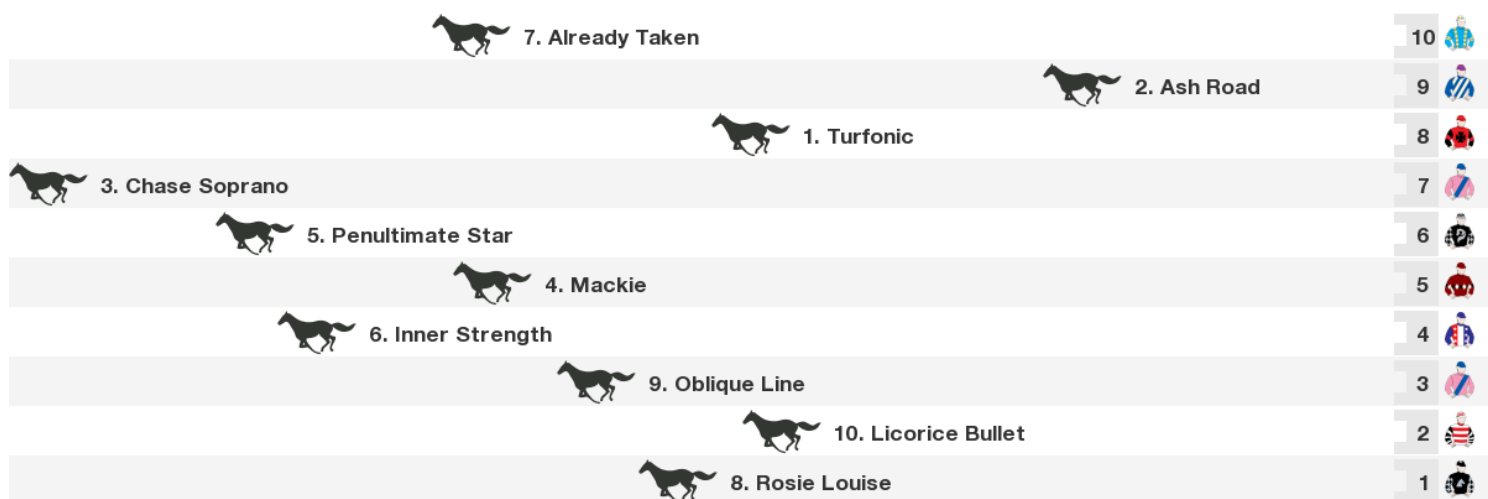 7. Already Taken 10
2. Ash Road 9
1. Turfonic 8
3. Chase Soprano 7
5. Penultimate Star 6
4. Mackie 5
6. Inner Strength 4
9. Oblique Line 3
10. Licorice Bullet 2
8. Rosie Louise 1